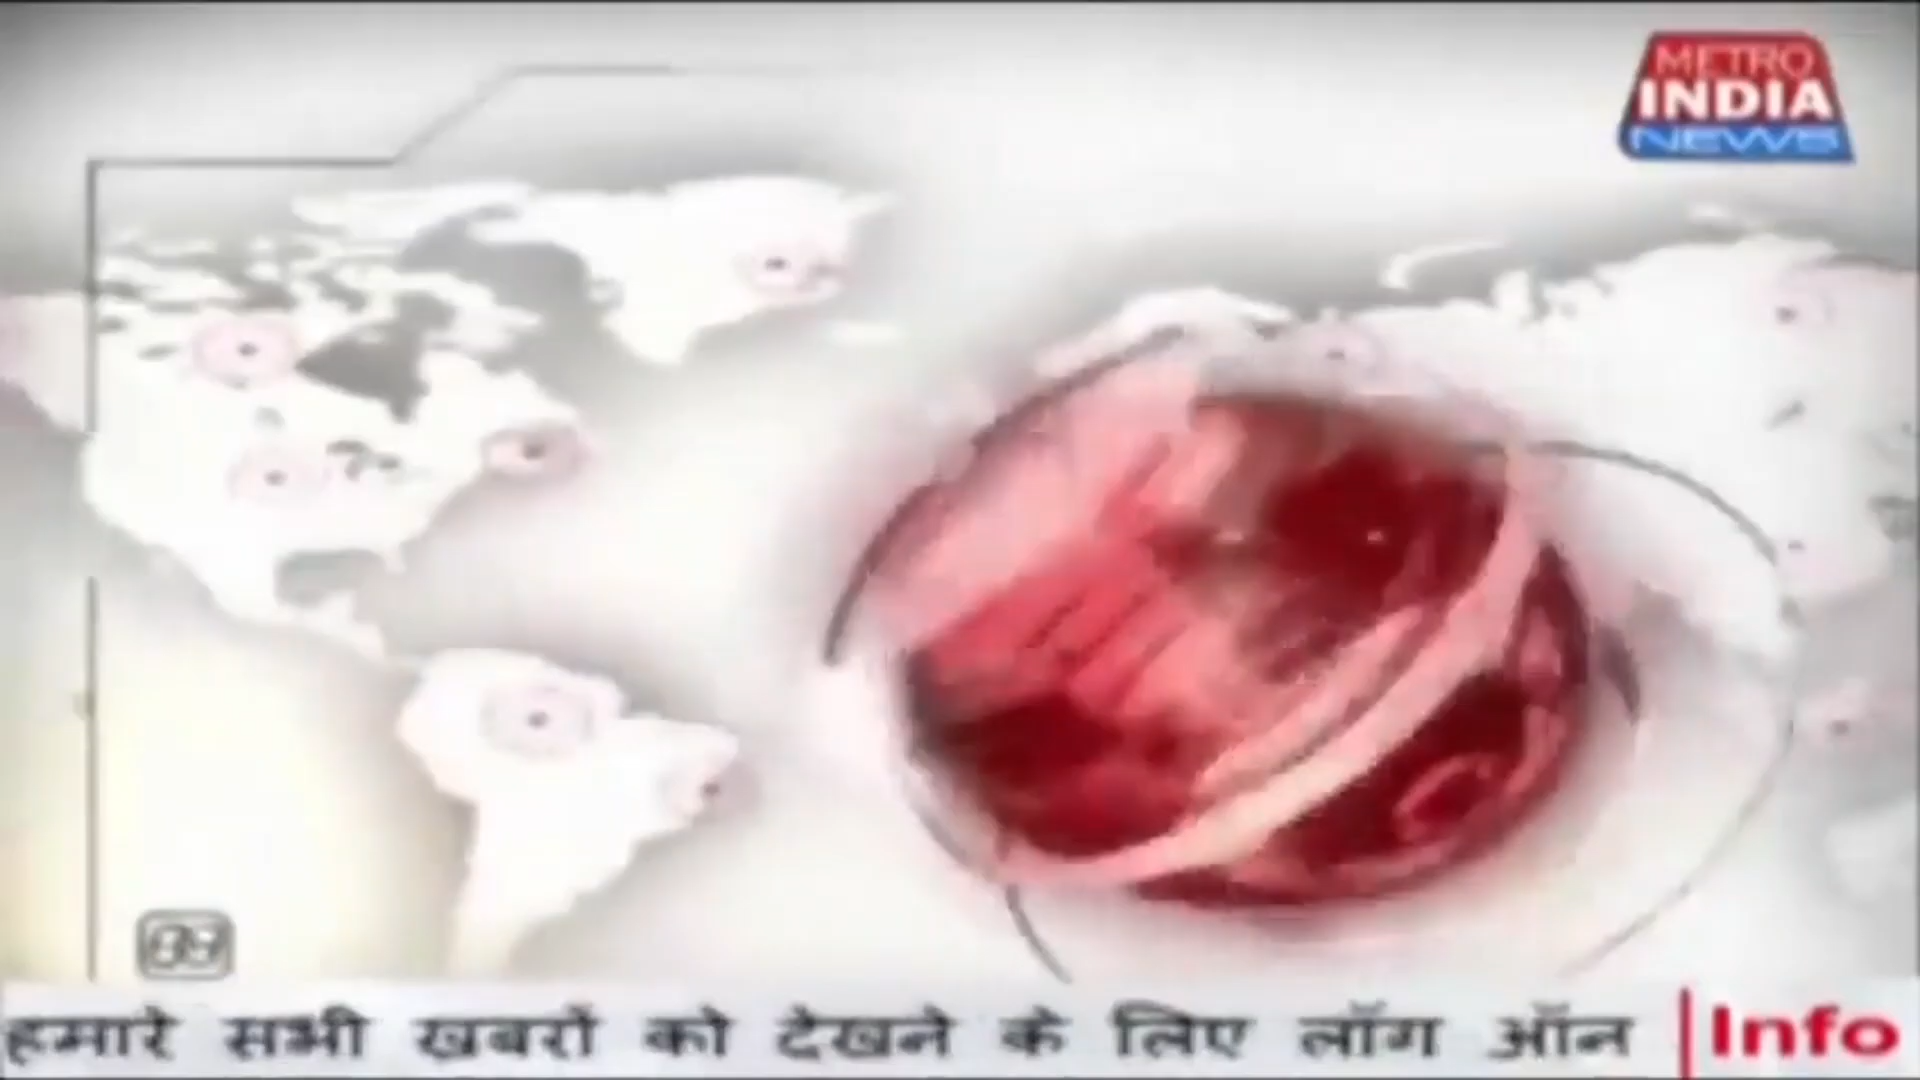 METRO
INDIA
NEWS
हमारे सभी खबरों को देखने के लिए लॉग ऑन
Info